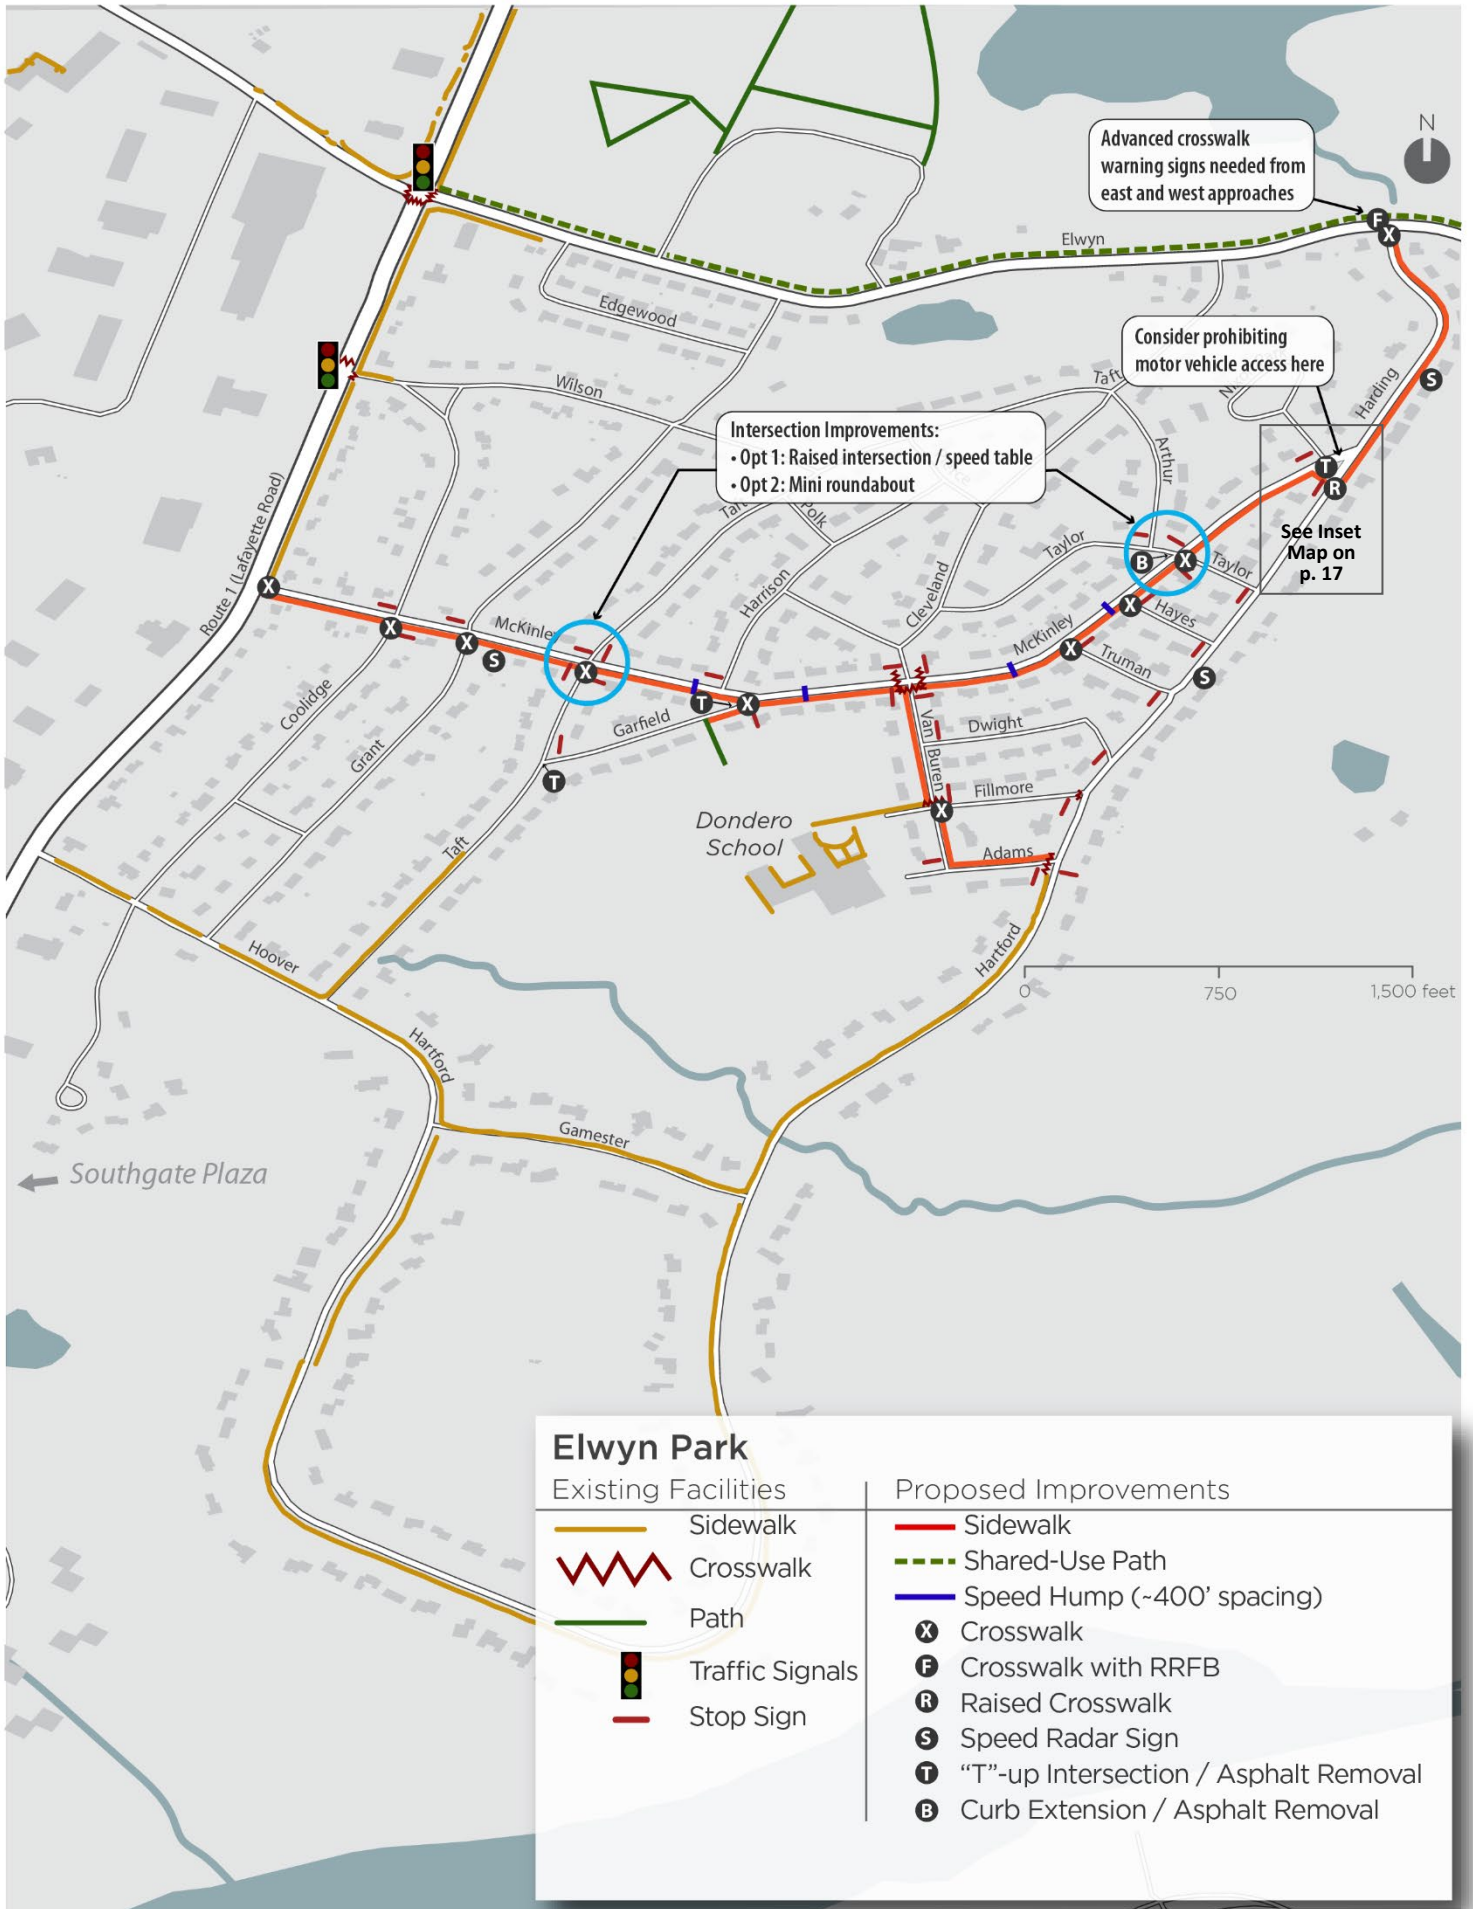 Advanced crosswalk
warning signs needed from
east and west approaches
N
F
X
Elwyn
Edgewood
Consider prohibiting
motor vehicle access here
Harding
S
Wilson
Taft
Arthur
Intersection Improvements:
• Opt 1: Raised intersection / speed table
• Opt 2: Mini roundabout
Taft
Polk
T
R
See Inset
Map on
p. 17
Route 1 (Lafayette Road)
X
Harrison
Cleveland
Taylor
B
X
Taylor
X
Hayes
X
X
S
McKinley
X
McKinley
X
Truman
S
Coolidge
Grant
Garfield
T
X
Van Buren
Dwight
T
Fillmore
X
Dondero
School
Adams
Taft
Hoover
Hartford
0
750
1,500 feet
Hartford
Gamester
Southgate Plaza
Elwyn Park
Existing Facilities
Sidewalk
Crosswalk
Path
Traffic Signals
Stop Sign
Proposed Improvements
Sidewalk
Shared-Use Path
Speed Hump (~400' spacing)
X Crosswalk
F Crosswalk with RRFB
R Raised Crosswalk
S Speed Radar Sign
T "T"-up Intersection / Asphalt Removal
B Curb Extension / Asphalt Removal